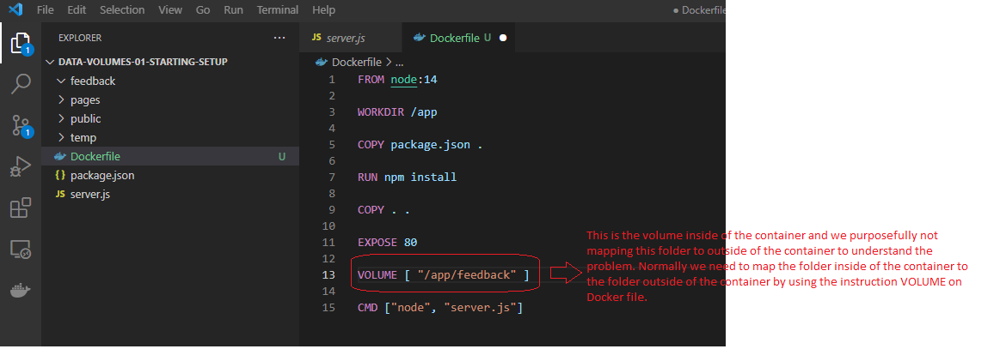 File Edit Selection View Go Run Terminal Help
● Dockerfile
EXPLORER ···
DATA-VOLUMES-01-STARTING-SETUP
feedback
pages
public
temp
Dockerfile U
{} package.json
JS server.js
1
1
JS server.js
Dockerfile U ●
Dockerfile > ...
1 FROM node:14
2
3 WORKDIR /app
4
5 COPY package.json .
6
7 RUN npm install
8
9 COPY . .
10
11 EXPOSE 80
12
13 VOLUME [ "/app/feedback" ]
14
15 CMD ["node", "server.js"]
This is the volume inside of the container and we purposefully not
mapping this folder to outside of the container to understand the
problem. Normally we need to map the folder inside of the container to
the folder outside of the container by using the instruction VOLUME on
Docker file.